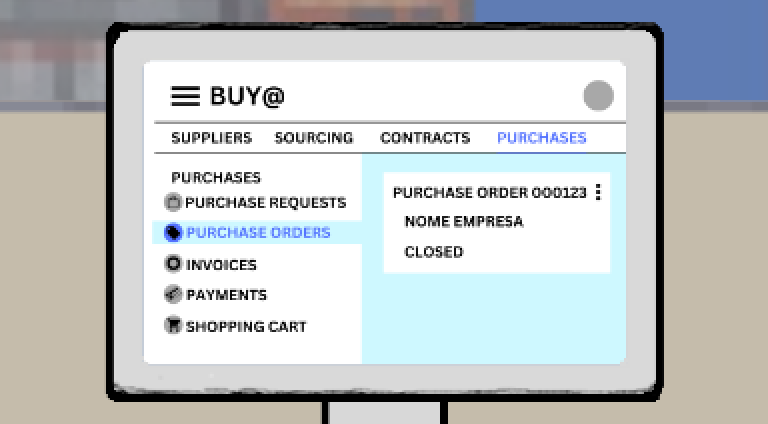 BUY@
SUPPLIERS SOURCING CONTRACTS PURCHASES
PURCHASES
PURCHASE REQUESTS
PURCHASE ORDERS
INVOICES
PAYMENTS
SHOPPING CART
PURCHASE ORDER 000123
NOME EMPRESA
CLOSED